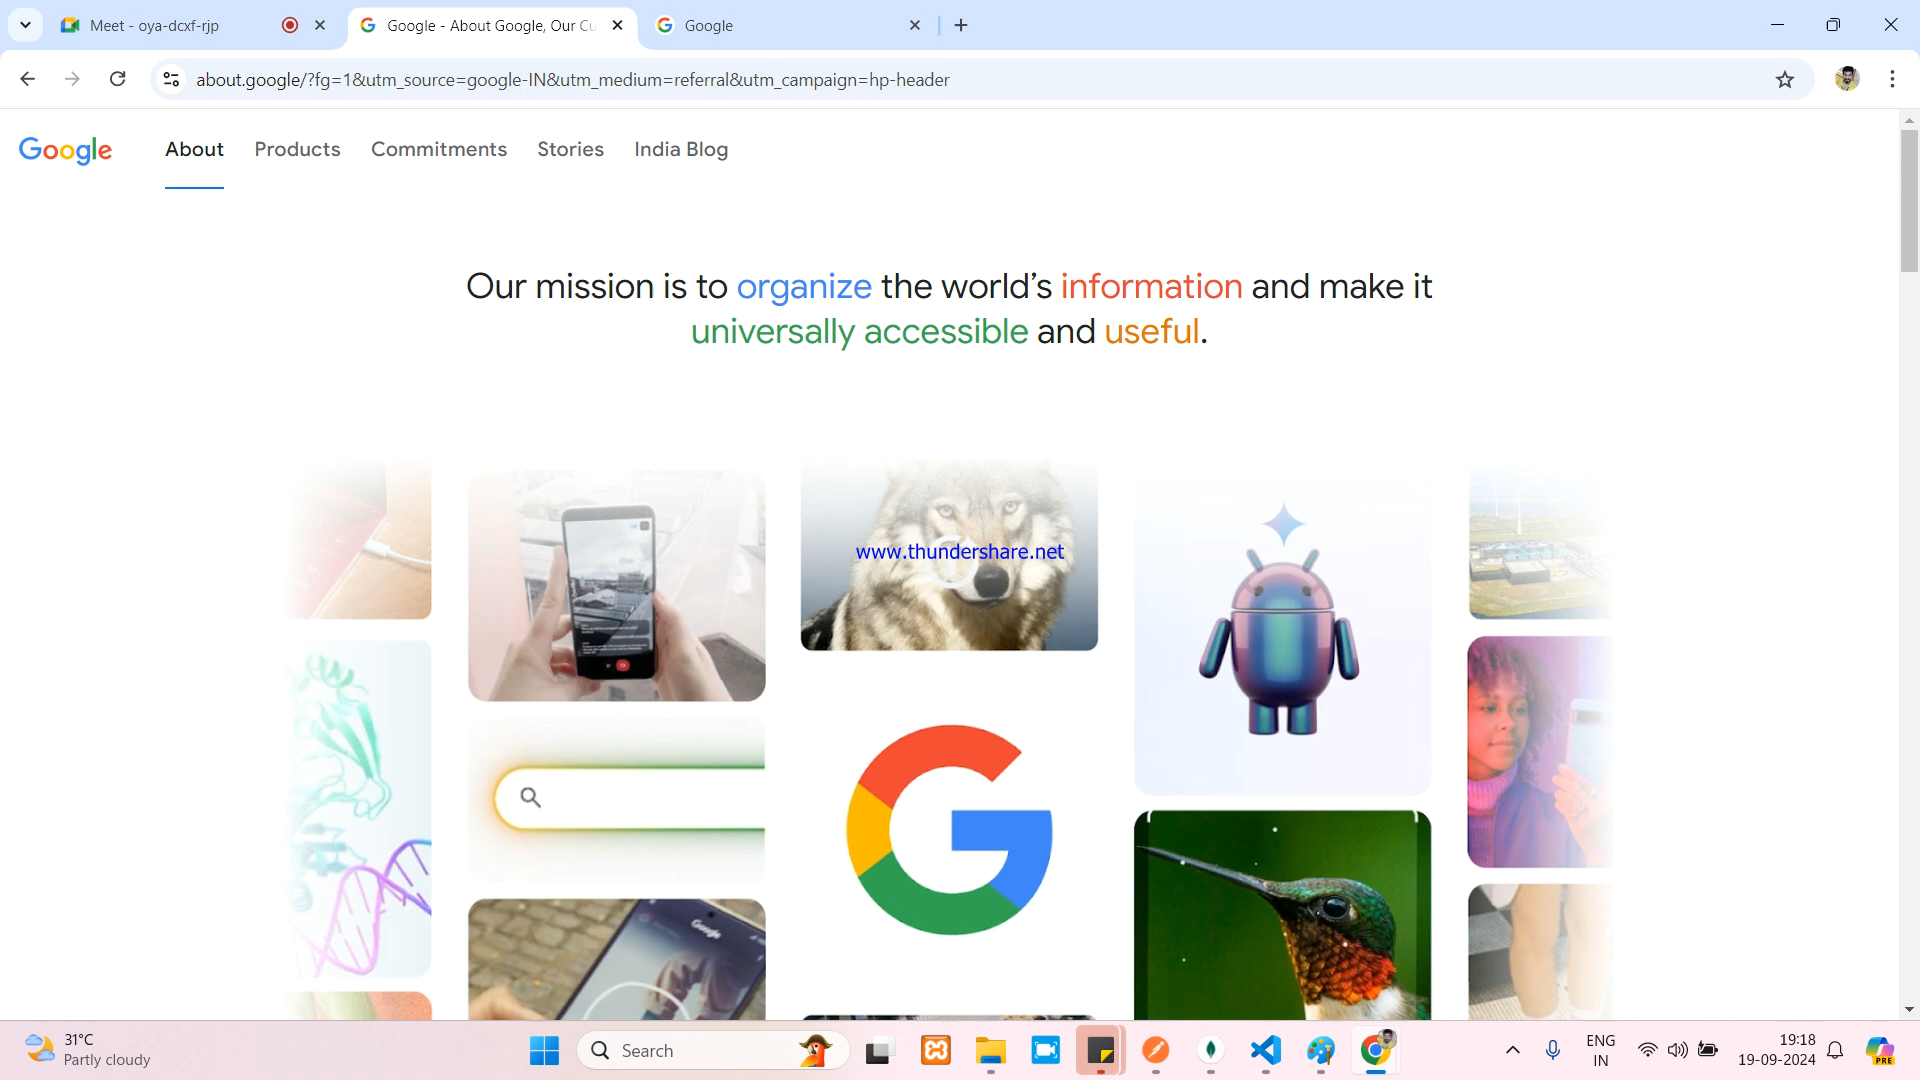 Meet - oya-dcxf-rjp
Google - About Google, Our Cu
Google
about.google/?fg=1&utm_source=google-IN&utm_medium=referral&utm_campaign=hp-header
Google
About
Products
Commitments
Stories
India Blog
Our mission is to organize the world’s information and make it
universally accessible and useful.
www.thundershare.net
Google
31°C
Partly cloudy
Search
ENG
IN
19:18
19-09-2024
PRE